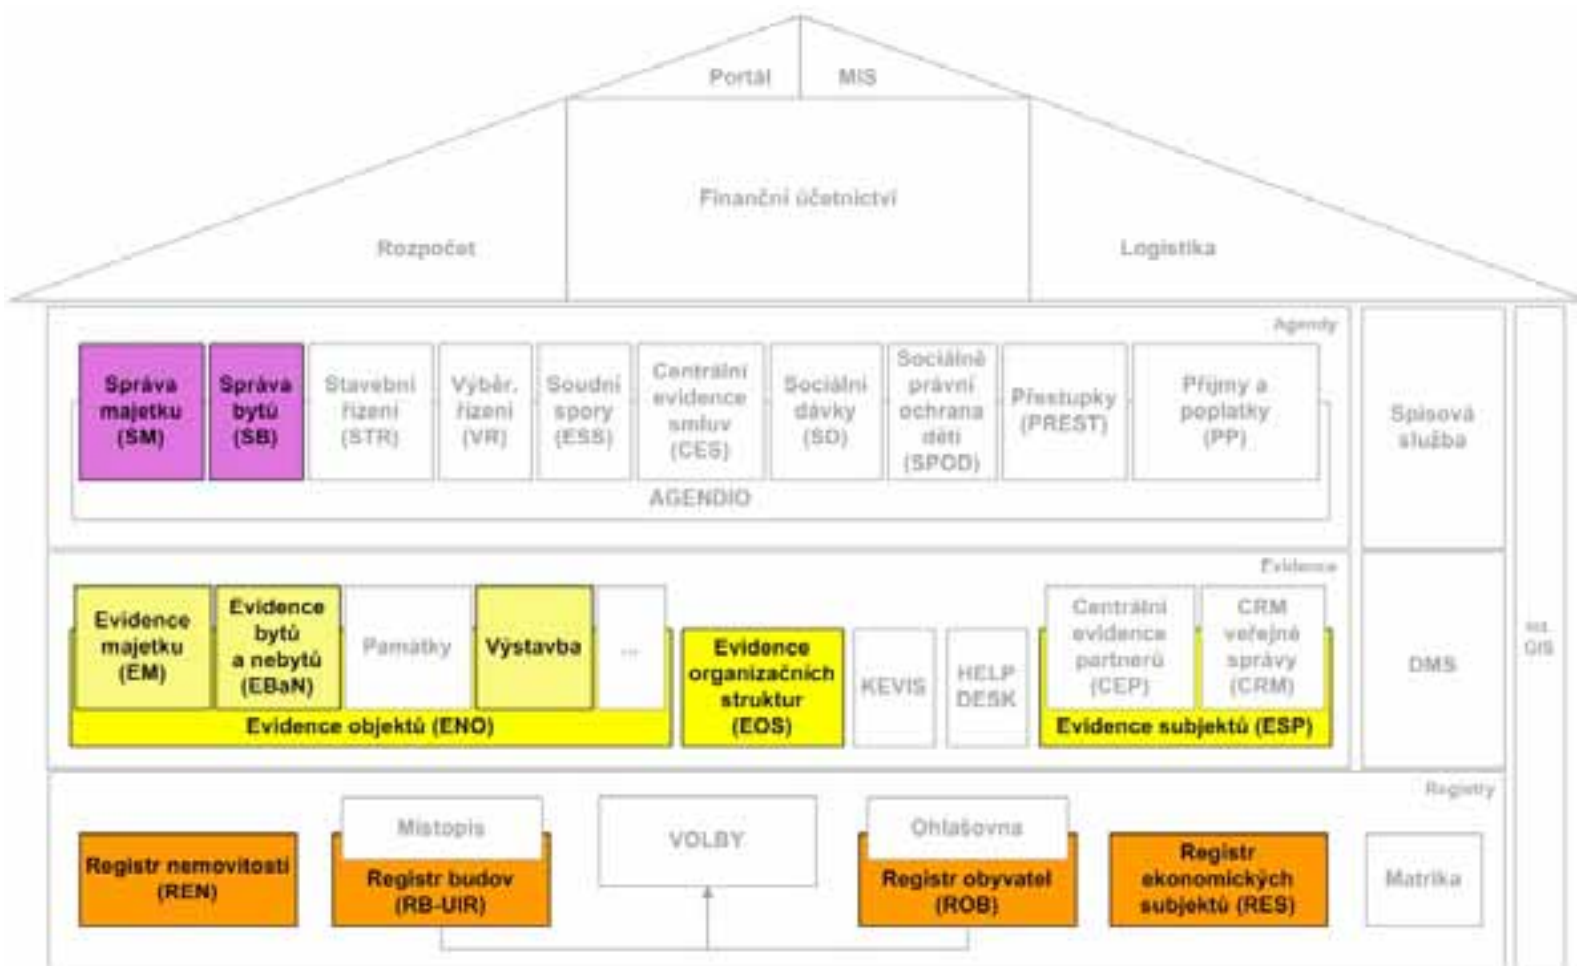 Portál
MIS
Finanční účetnictví
Rozpočet
Logistika
Agendy
Správa
majetku
(SM)
Správa
bytů
(SB)
Stavební
řízení
(STR)
Výběr.
řízení
(VR)
Soudní
spory
(ESS)
Centrální
evidence
smluv
(CES)
Sociální
dávky
(SD)
Sociálně
právní
ochrana
dětí
(SPOD)
Přestupky
(PREST)
Příjmy a
poplatky
(PP)
AGENDIO
Spisová
služba
Evidence
Evidence
majetku
(EM)
Evidence
bytů
a nebytů
(EBaN)
Památky
Výstavba
...
Evidence objektů (ENO)
Evidence
organizačních
struktur
(EOS)
KEVIS
HELP
DESK
Centrální
evidence
partnerů
(CEP)
CRM
veřejné
správy
(CRM)
Evidence subjektů (ESP)
DMS
GIS
Registry
Registr nemovitostí
(REN)
Místopis
Registr budov
(RB-UIR)
VOLBY
Ohlašovna
Registr obyvatel
(ROB)
Registr
ekonomických
subjektů (RES)
Matrika